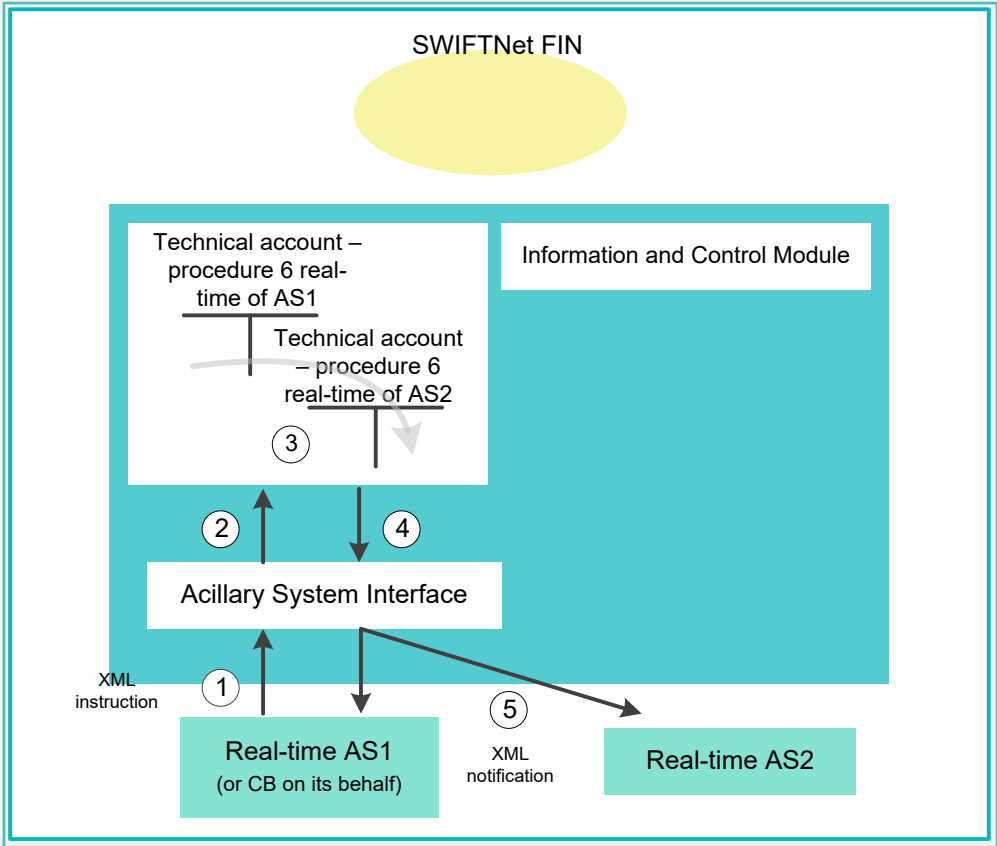 SWIFTNet FIN
Technical account –
procedure 6 real-
time of AS1
Information and Control Module
Technical account
– procedure 6
real-time of AS2
3
2
4
Acillary System Interface
XML
instruction
1
5
XML
notification
Real-time AS1
(or CB on its behalf)
Real-time AS2